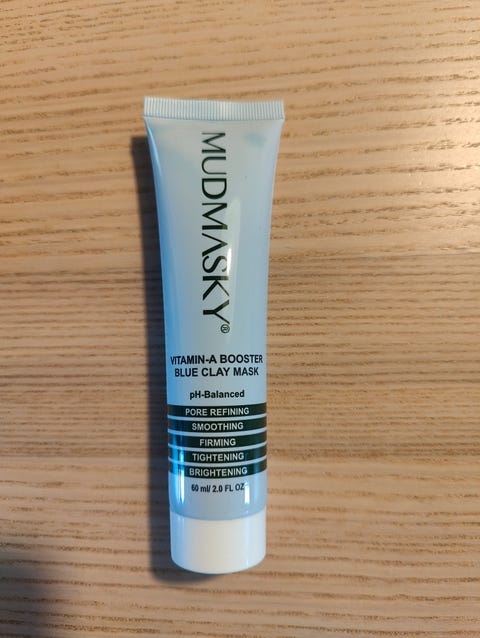 MUDMASKY®
VITAMIN-A BOOSTER
BLUE CLAY MASK
pH-Balanced
PORE REFINING
SMOOTHING
FIRMING
TIGHTENING
BRIGHTENING
60 ml/ 2.0 FL OZ